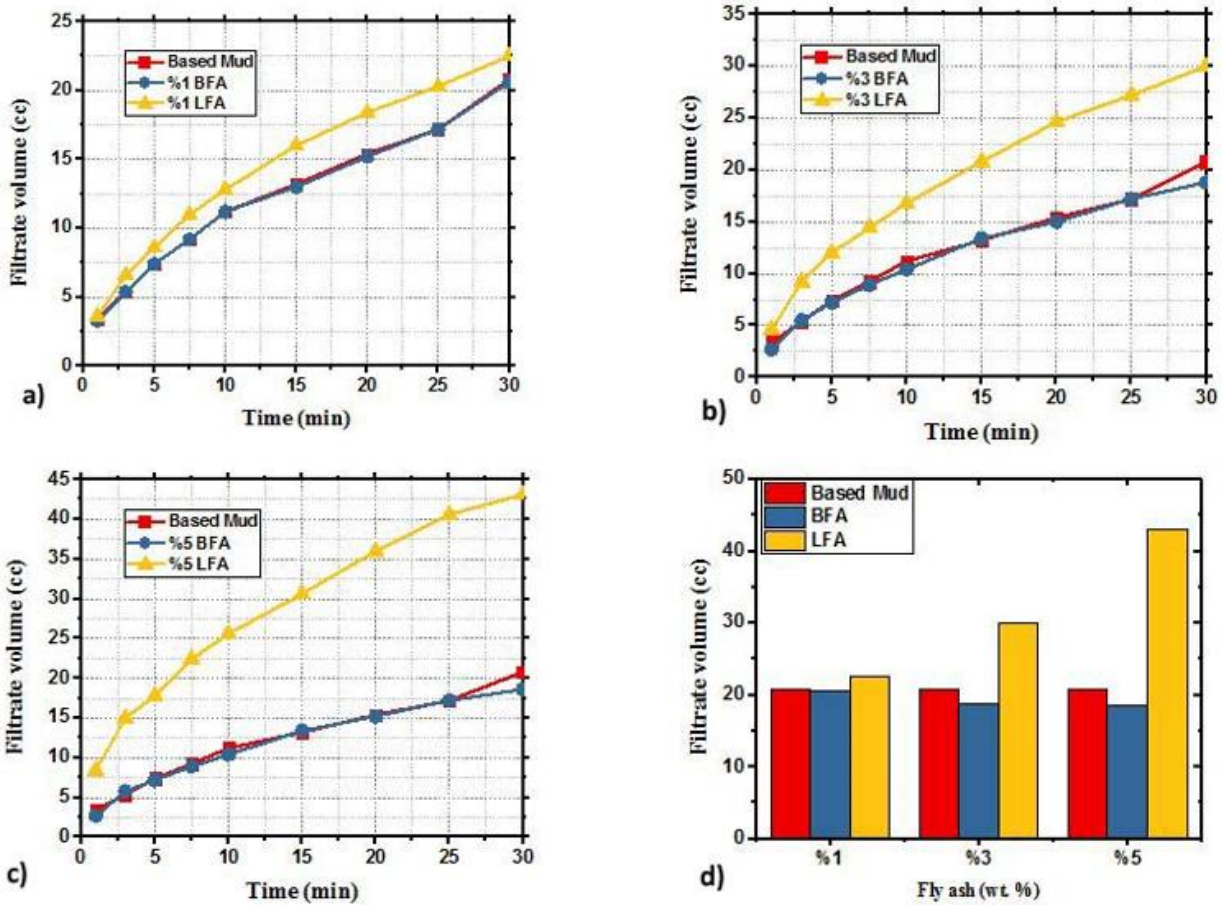 25
20
15
10
5
0
Filtrate volume (cc)
Based Mud
%1 BFA
%1 LFA
0 5 10 15 20 25 30
Time (min)
a)
35
30
25
20
15
10
5
0
Filtrate volume (cc)
Based Mud
%3 BFA
%3 LFA
0 5 10 15 20 25 30
Time (min)
b)
45
40
35
30
25
20
15
10
5
0
Filtrate volume (cc)
Based Mud
%5 BFA
%5 LFA
0 5 10 15 20 25 30
Time (min)
c)
50
40
30
20
10
0
Filtrate volume (cc)
Based Mud
BFA
LFA
%1 %3 %5
Fly ash (wt. %)
d)